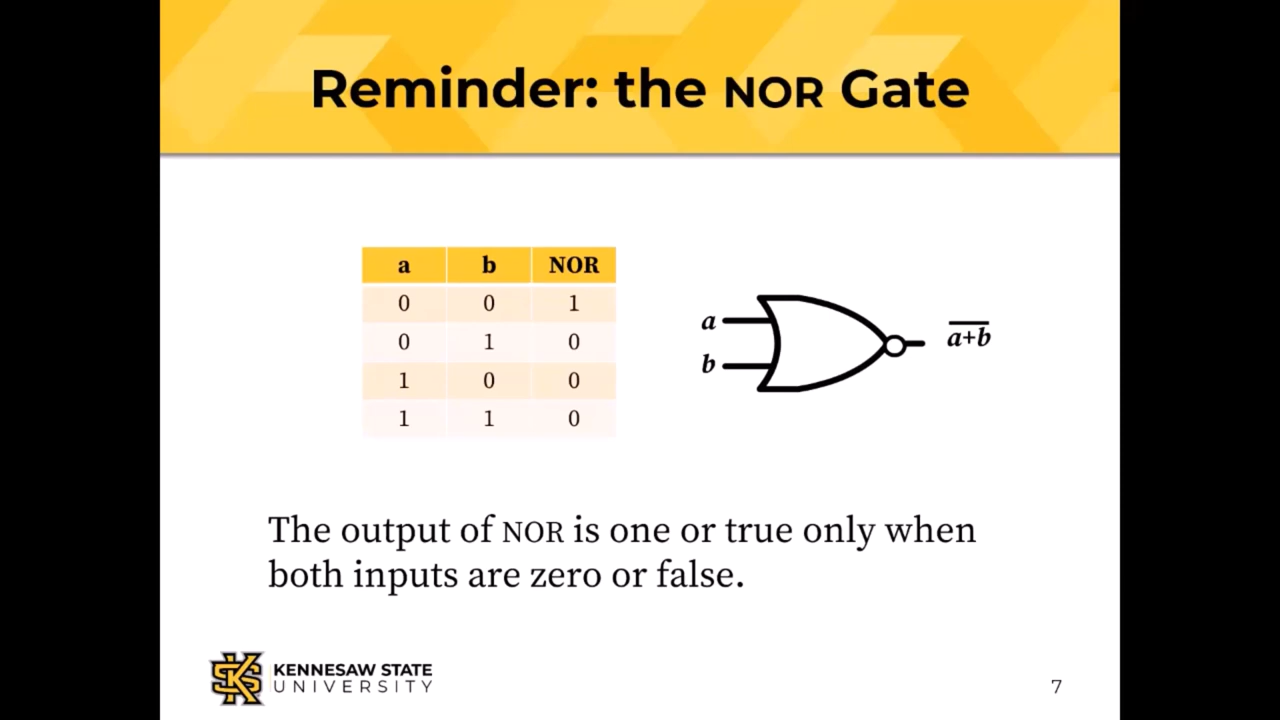 Reminder: the NOR Gate
a b NOR
0 0 1
0 1 0
1 0 0
1 1 0
a
b
a+b
The output of NOR is one or true only when
both inputs are zero or false.
KENNESAW STATE
UNIVERSITY
7